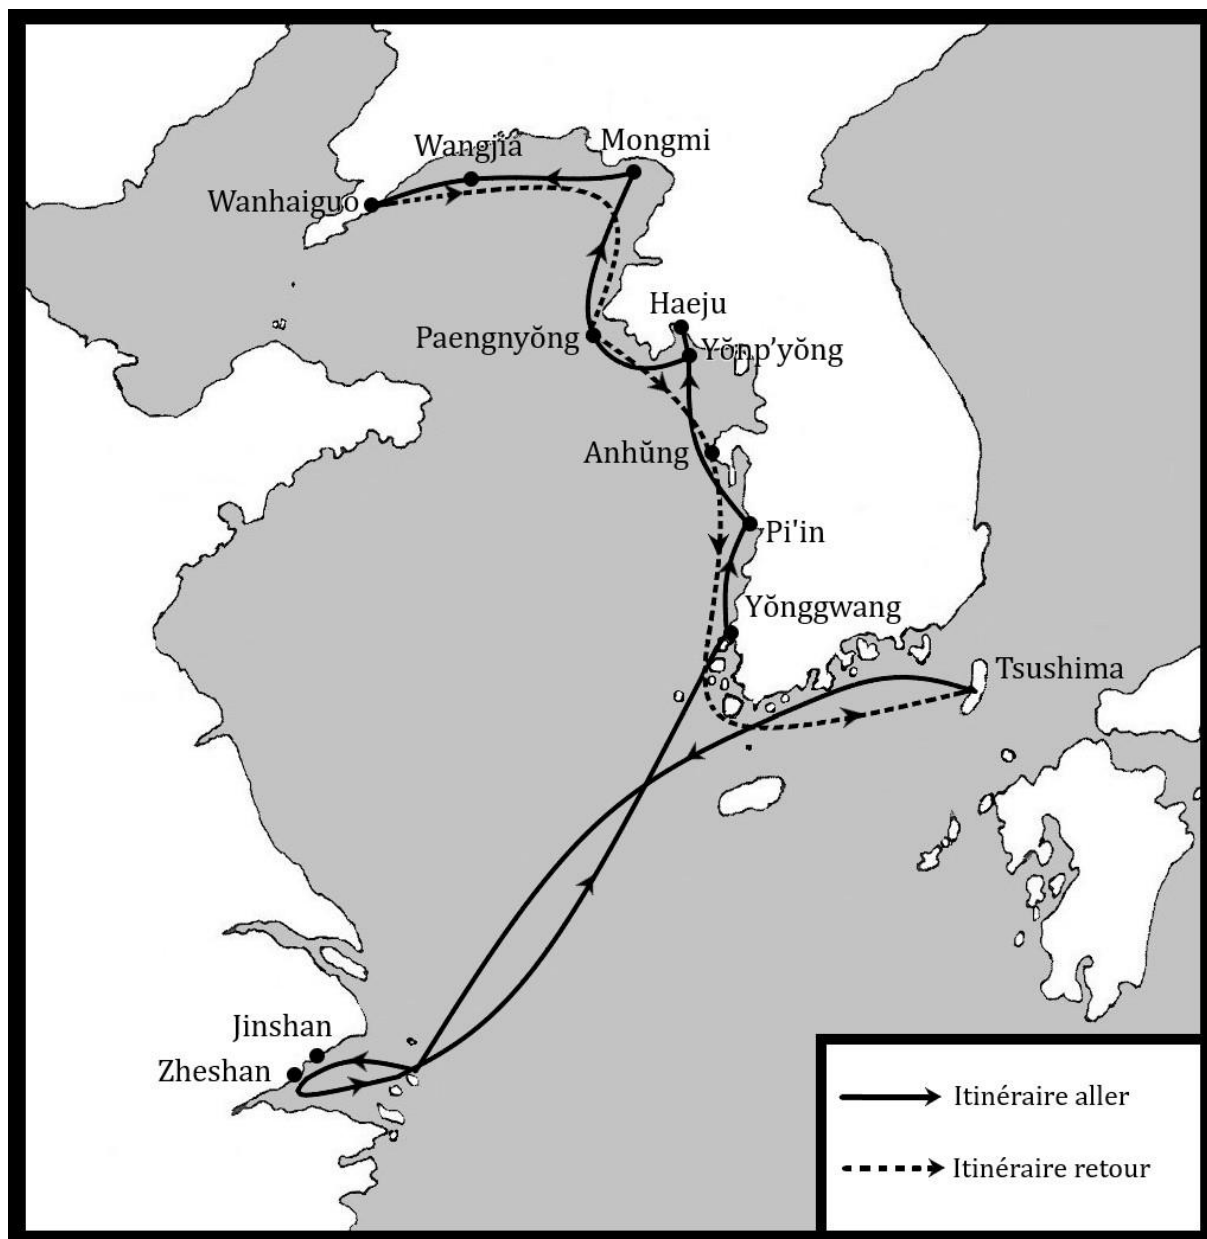 Mongmi
Wangjia
Wanhaiguo
Haeju
Paengnyŏng
Yŏnp'yŏng
Anhŭng
Pi'in
Yŏnggwang
Tsushima
Jinshan
Zheshan
Itinéraire aller
Itinéraire retour